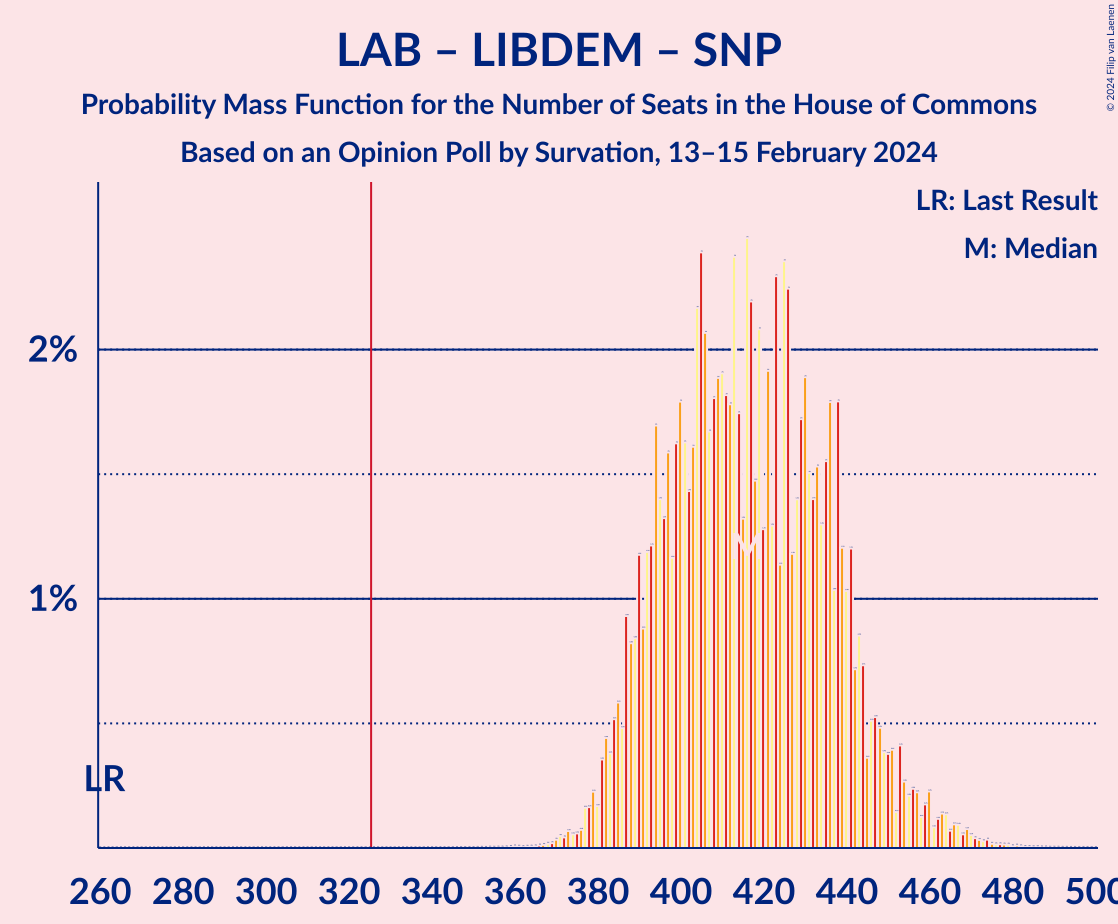 LAB – LIBDEM – SNP
Probability Mass Function for the Number of Seats in the House of Commons
Based on an Opinion Poll by Survation, 13–15 February 2024
© 2024 Filip van Laenen
LR: Last Result
M: Median
2%
1%
LR
M
260 280 300 320 340 360 380 400 420 440 460 480 500